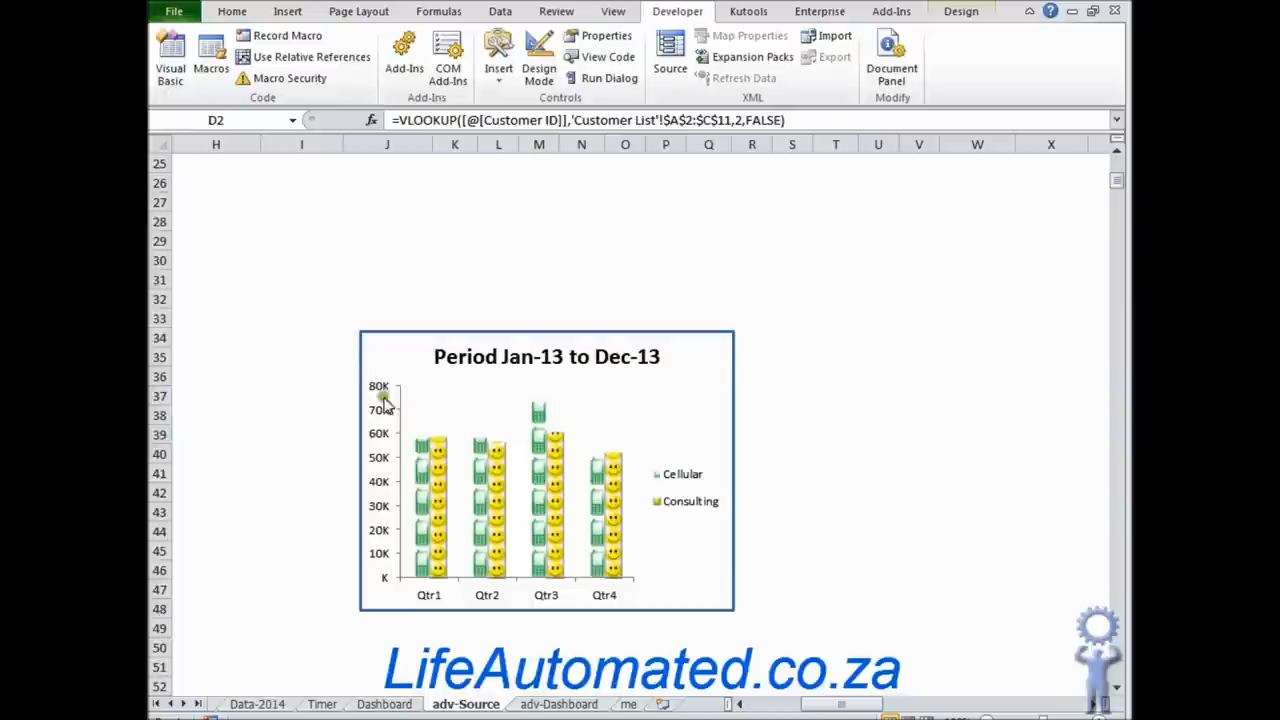 File Home Insert Page Layout Formulas Data Review View Developer Kutools Enterprise Add-Ins Design
Visual Basic
Macros
Record Macro
Use Relative References
Macro Security
Code
Add-Ins
COM Add-Ins
Add-Ins
Insert
Design Mode
Properties
View Code
Run Dialog
Controls
Source
Map Properties
Expansion Packs
Refresh Data
Import
Export
XML
Document Panel
Modify
D2 fx =VLOOKUP([@[Customer ID]],'Customer List'!$A$2:$C$11,2,FALSE)
H I J K L M N O P Q R S T U V W X
25
26
27
28
29
30
31
32
33
34
35
36
37
38
39
40
41
42
43
44
45
46
47
48
49
50
51
52
Period Jan-13 to Dec-13
80K
60K
50K
40K
30K
20K
10K
K
Qtr1 Qtr2 Qtr3 Qtr4
Cellular
Consulting
LifeAutomated.co.za
Data-2014 Timer Dashboard adv-Source adv-Dashboard me